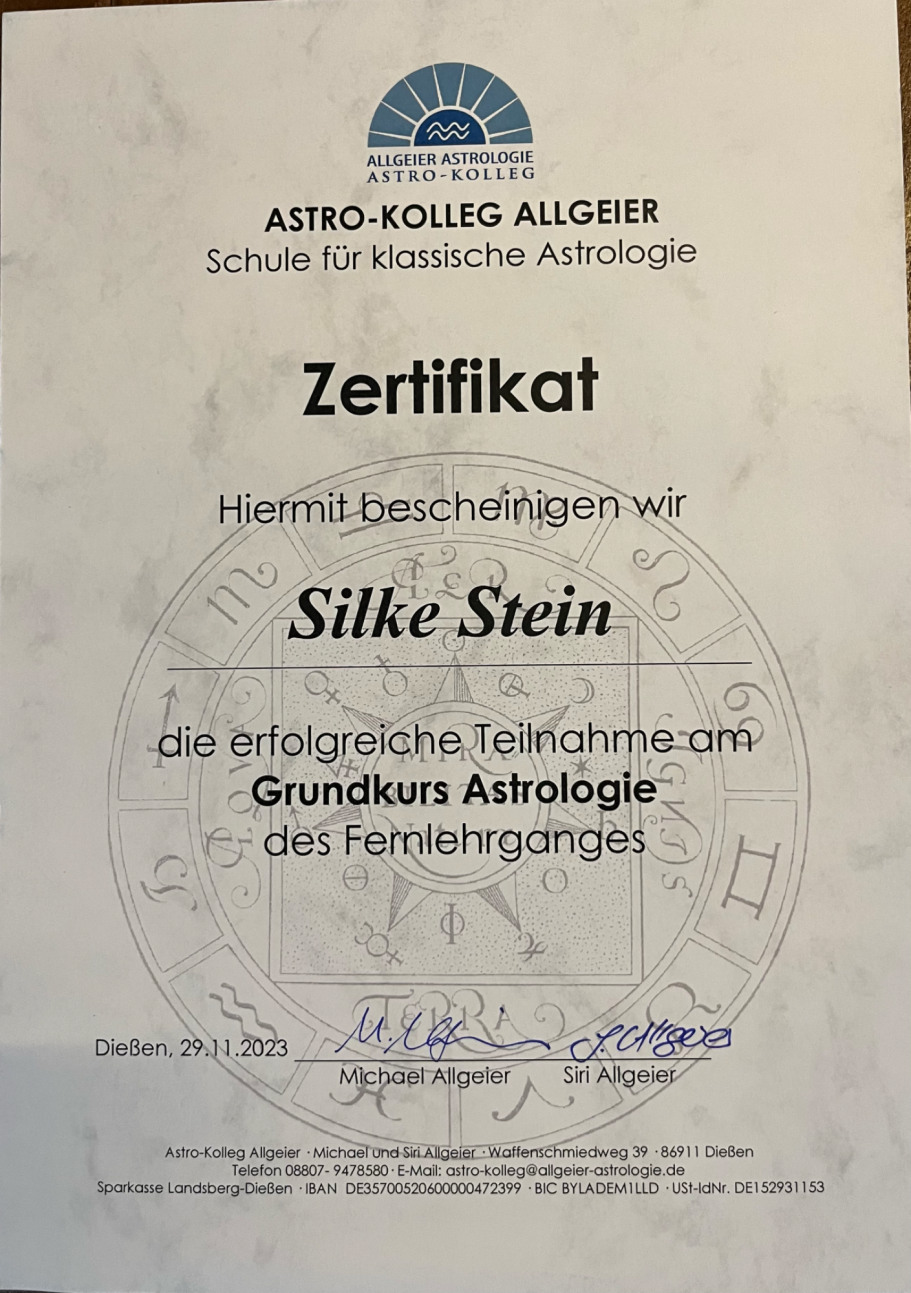 ALLGEIER ASTROLOGIE
ASTRO-KOLLEG
ASTRO-KOLLEG ALLGEIER
Schule für klassische Astrologie
Zertifikat
Hiermit bescheinigen wir
Silke Stein
die erfolgreiche Teilnahme am
Grundkurs Astrologie
des Fernlehrganges
TERRA
Dießen, 29.11.2023
Michael Allgeier Siri Allgeier
Astro-Kolleg Allgeier · Michael und Siri Allgeier · Waffenschmiedweg 39 · 86911 Dießen
Telefon 08807- 9478580 · E-Mail: astro-kolleg@allgeier-astrologie.de
Sparkasse Landsberg-Dießen · IBAN DE35700520600000472399 · BIC BYLADEM1LLD · USt-IdNr. DE152931153